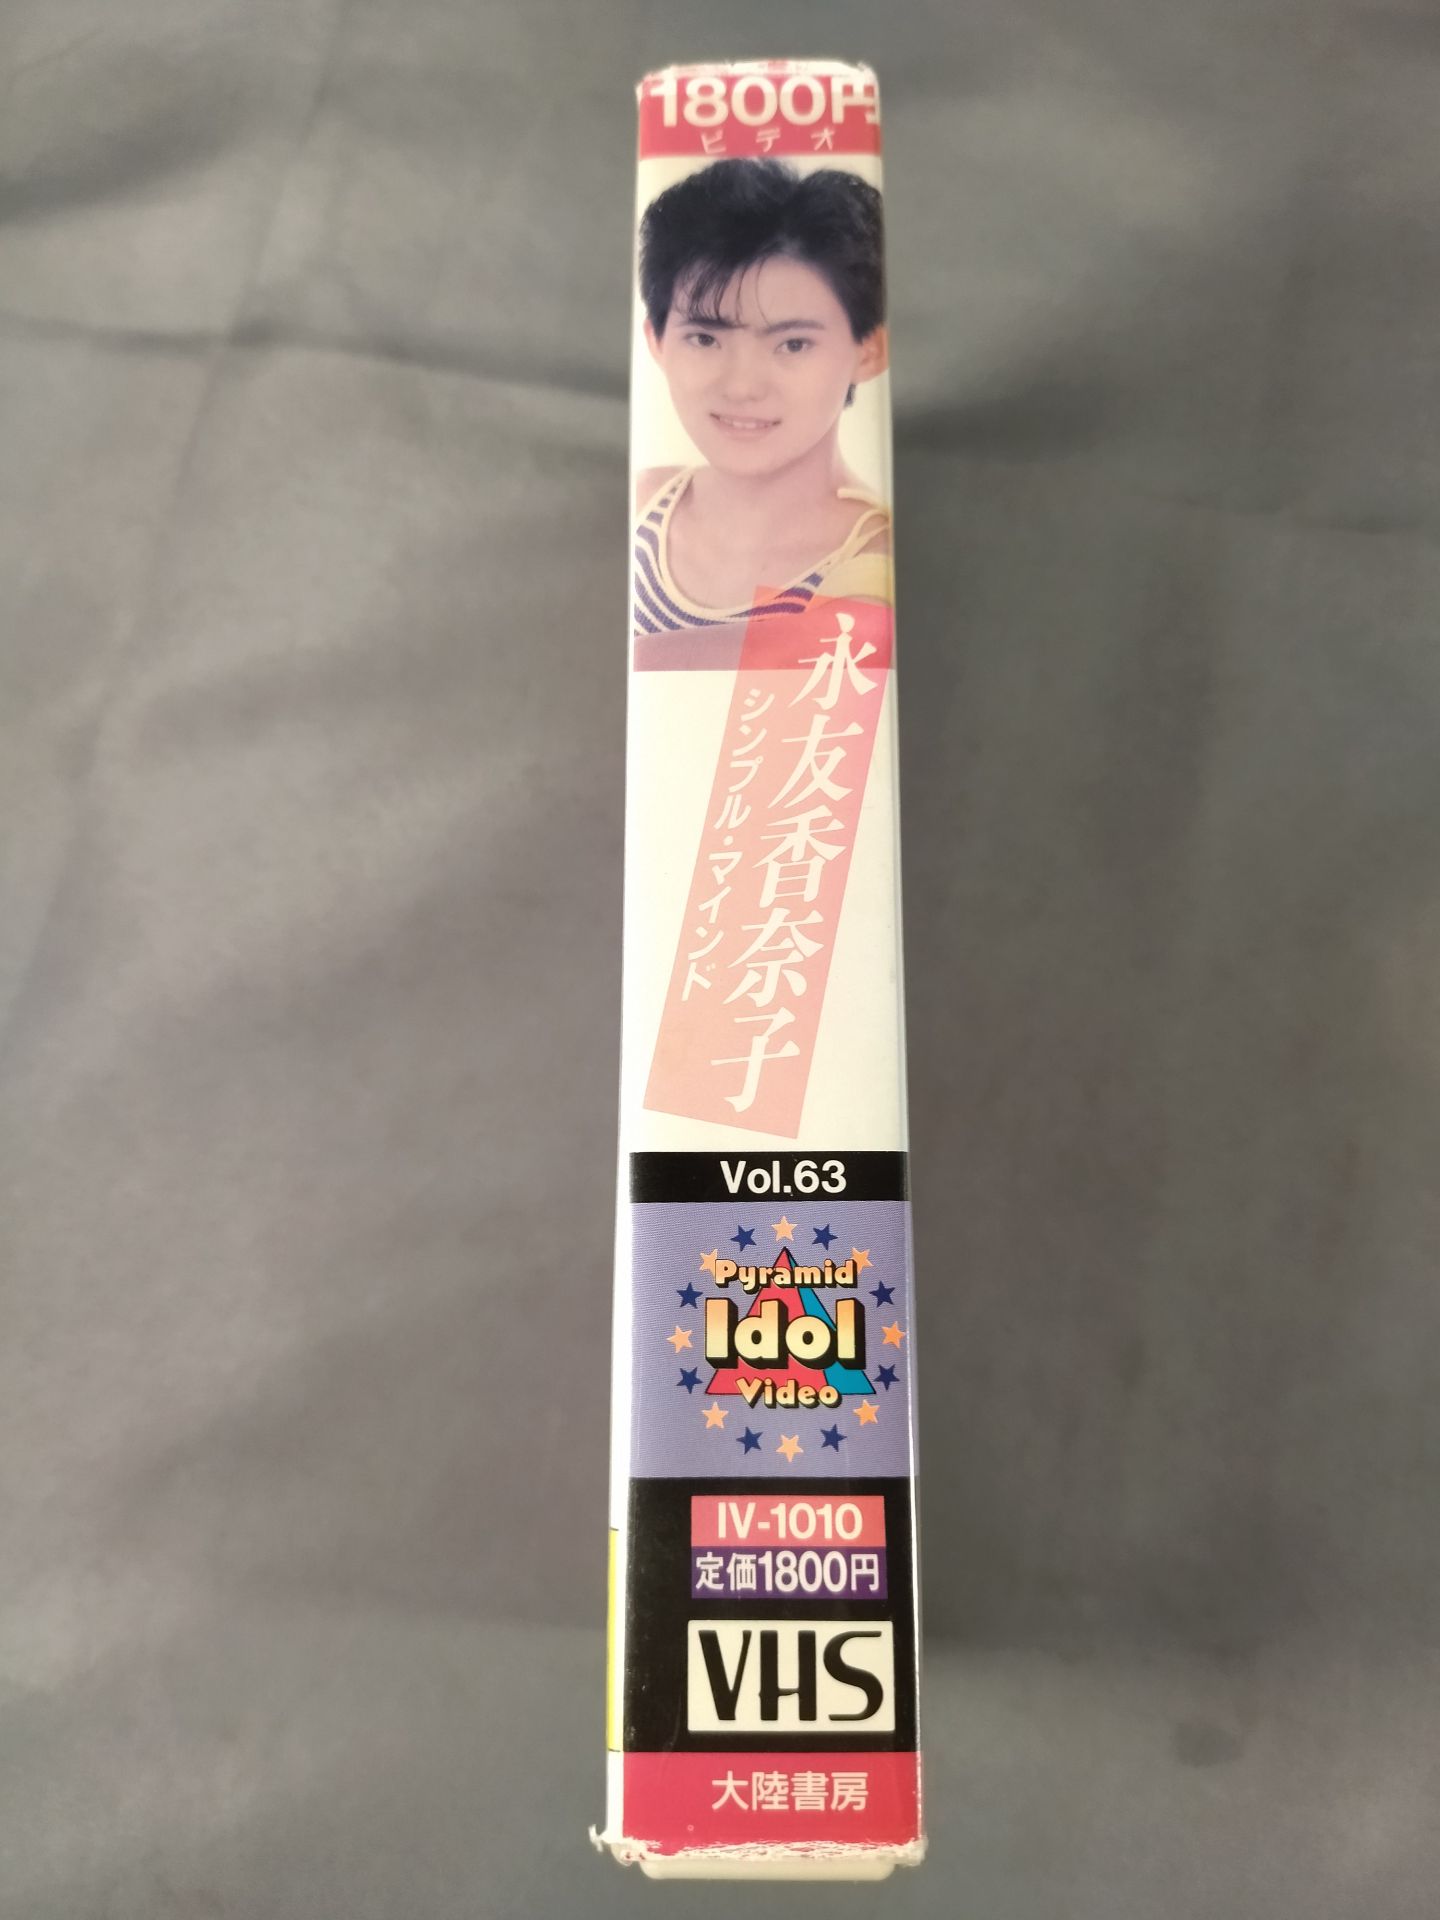 1800円
ビデオ
永友香奈子
シンプル・マインド
Vol.63
Pyramid
Idol
Video
IV-1010
定価1800円
VHS
大陸書房